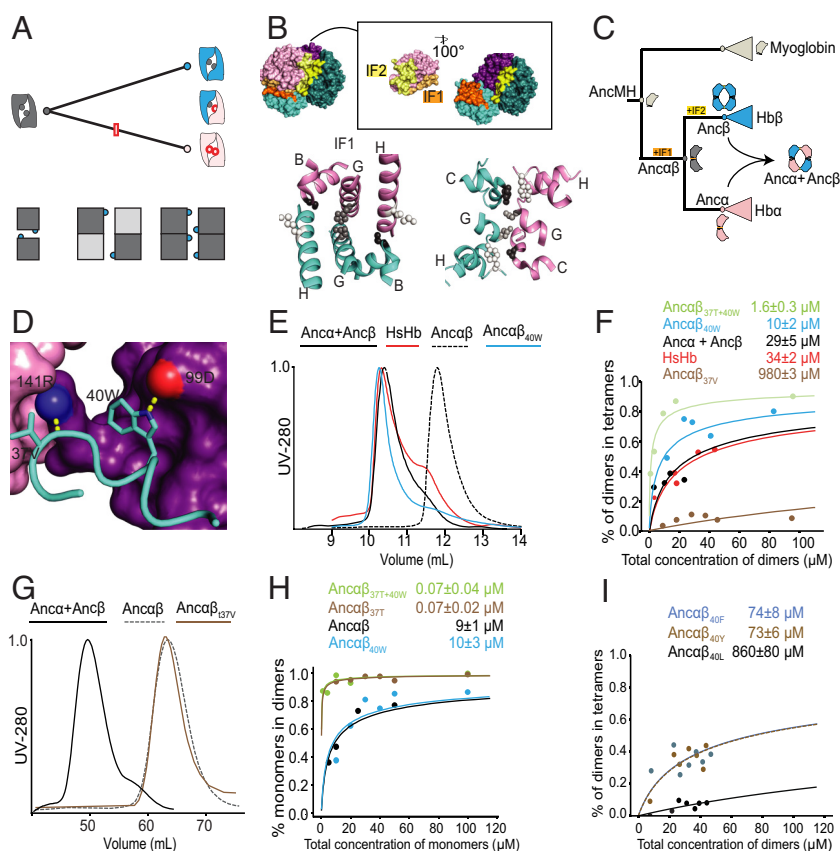 A
B
IF2
IF1
100°
IF1
B
G
H
H
G
B
C
H
G
G
H
C
C
Myoglobin
AncMH
+IF2
Hbβ
Ancβ
+IF1
Ancαβ
Ancα+Ancβ
Ancα
Hbα
D
141R
40W
99D
37V
E
Ancα+Ancβ HsHb Ancαβ Ancαβ40W
1.0
UV-280
9 10 11 12 13 14
Volume (mL)
F
Ancαβ37T+40W 1.6±0.3 µM
Ancαβ40W 10±2 µM
Ancα + Ancβ 29±5 µM
HsHb 34±2 µM
Ancαβ37V 980±3 µM
% of dimers in tetramers
1.0
0.8
0.6
0.4
0.2
0.0
0 20 40 60 80 100
Total concentration of dimers (µM)
G
Ancα+Ancβ Ancαβ AncαβI37V
1.0
UV-280
50 60 70
Volume (mL)
H
Ancαβ37T+40W 0.07±0.04 µM
Ancαβ37T 0.07±0.02 µM
Ancαβ 9±1 µM
Ancαβ40W 10±3 µM
% monomers in dimers
1.0
0.8
0.6
0.4
0.2
0
0 20 40 60 80 100 120
Total concentration of monomers (µM)
I
Ancαβ40F 74±8 µM
Ancαβ40Y 73±6 µM
Ancαβ40L 860±80 µM
% of dimers in tetramers
1.0
0.8
0.6
0.4
0.2
0.0
0 20 40 60 80 100 120
Total concentration of dimers (µM)